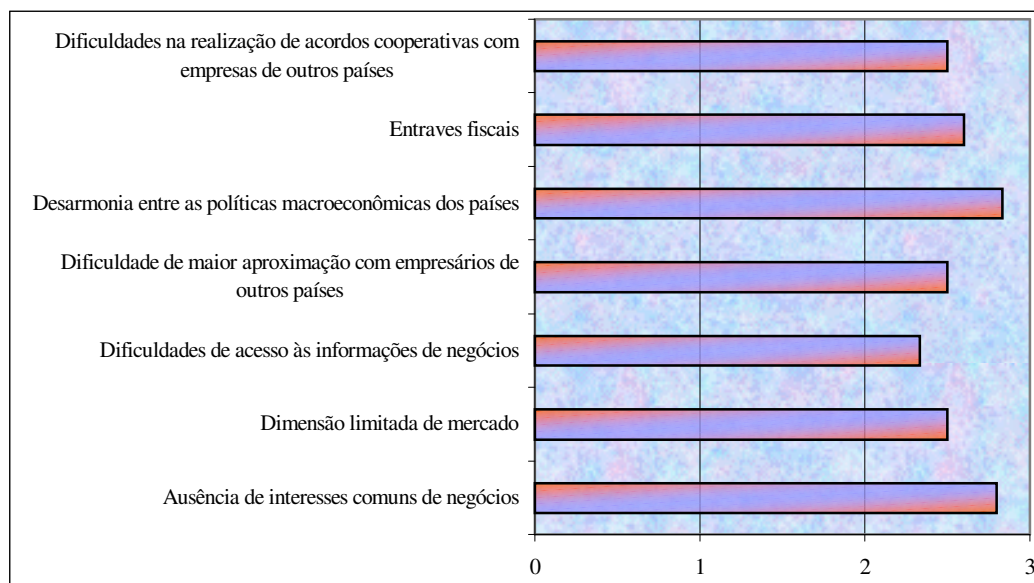 Dificuldades na realização de acordos cooperativas com
empresas de outros países
Entraves fiscais
Desarmonia entre as políticas macroeconômicas dos países
Dificuldade de maior aproximação com empresários de
outros países
Dificuldades de acesso às informações de negócios
Dimensão limitada de mercado
Ausência de interesses comuns de negócios
0 1 2 3